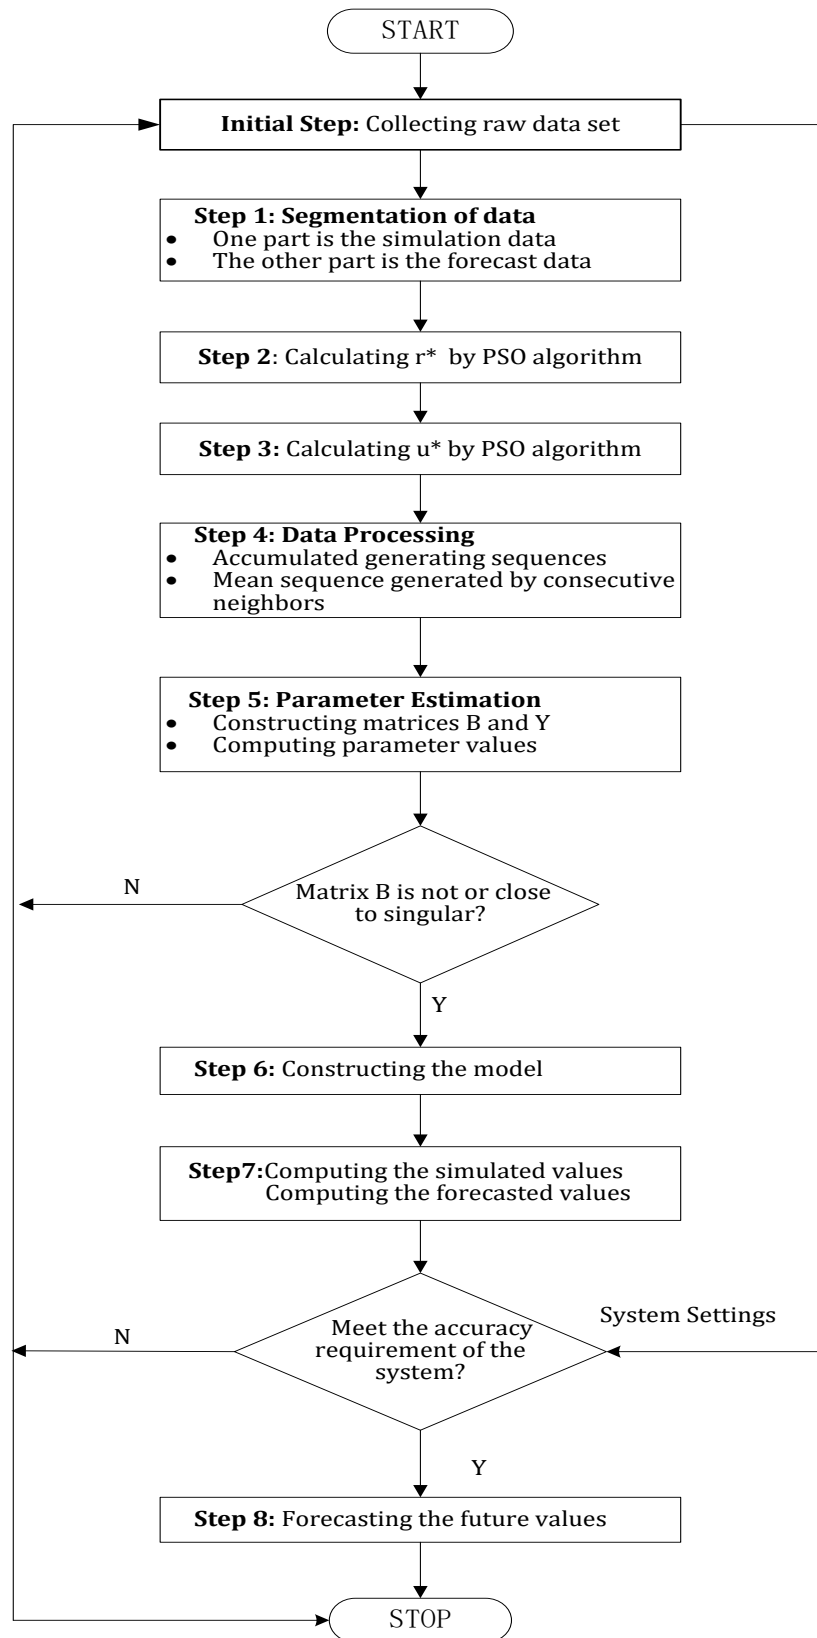 START
Initial Step: Collecting raw data set
Step 1: Segmentation of data
• One part is the simulation data
• The other part is the forecast data
Step 2: Calculating r* by PSO algorithm
Step 3: Calculating u* by PSO algorithm
Step 4: Data Processing
• Accumulated generating sequences
• Mean sequence generated by consecutive
neighbors
Step 5: Parameter Estimation
• Constructing matrices B and Y
• Computing parameter values
N
Matrix B is not or close
to singular?
Y
Step 6: Constructing the model
Step7:Computing the simulated values
Computing the forecasted values
System Settings
N
Meet the accuracy
requirement of the
system?
Y
Step 8: Forecasting the future values
STOP